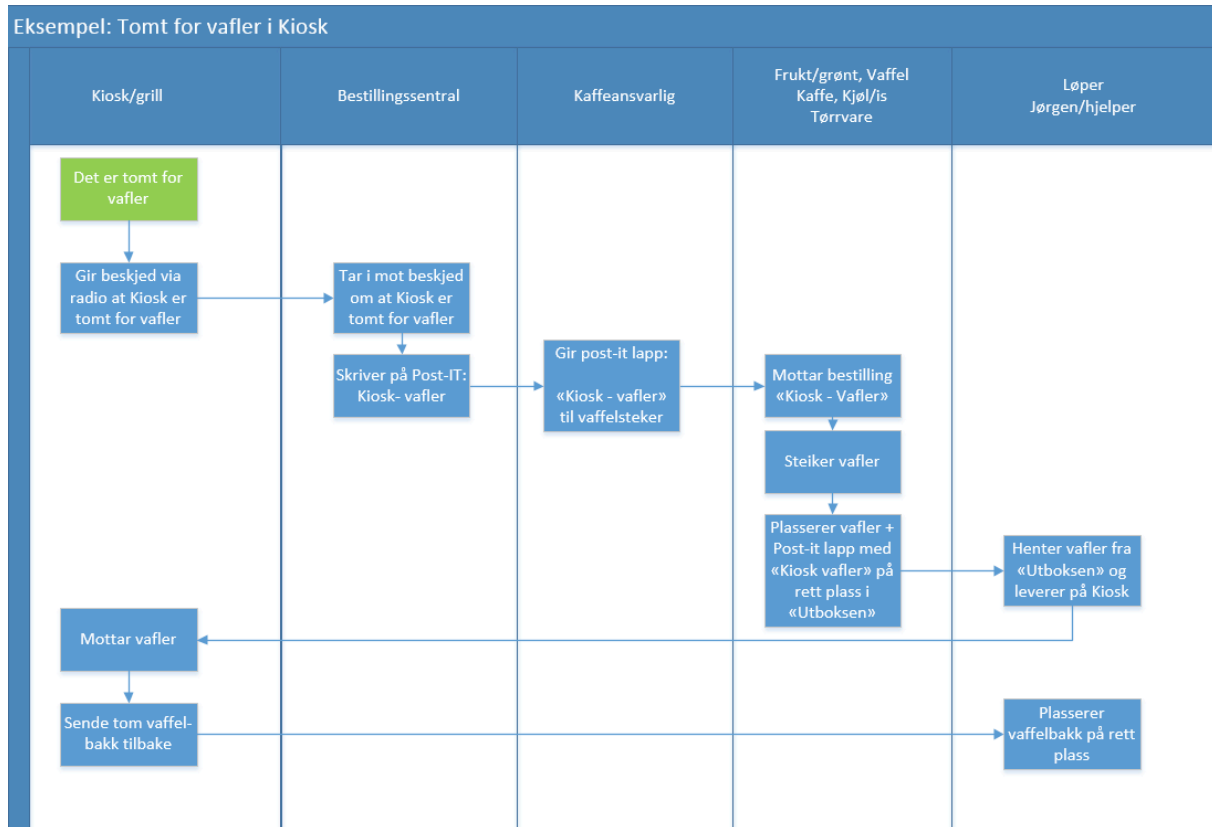 Eksempel: Tomt for vafler i Kiosk
Kiosk/grill
Bestillingssentral
Kaffeansvarlig
Frukt/grønt, Vaffel
Kaffe, Kjøl/is
Tørrvare
Løper
Jørgen/hjelper
Det er tomt for
vafler
Gir beskjed via
radio at Kiosk er
tomt for vafler
Tar i mot beskjed
om at Kiosk er
tomt for vafler
Skriver på Post-IT:
Kiosk- vafler
Gir post-it lapp:
«Kiosk - vafler»
til vaffelsteker
Mottar bestilling
«Kiosk - Vafler»
Steiker vafler
Plasserer vafler +
Post-it lapp med
«Kiosk vafler» på
rett plass i
«Utboksen»
Henter vafler fra
«Utboksen» og
leverer på Kiosk
Mottar vafler
Sende tom vaffel-
bakk tilbake
Plasserer
vaffelbakk på rett
plass